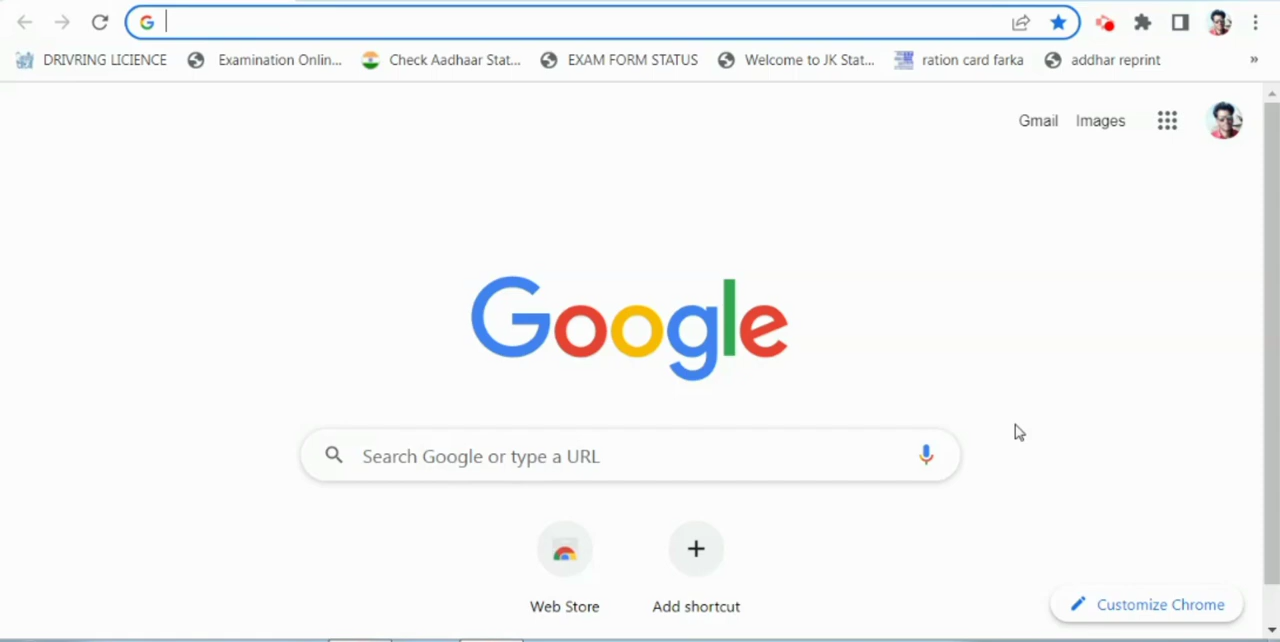 DRIVRING LICIENCE Examination Onlin... Check Aadhaar Stat... EXAM FORM STATUS Welcome to JK Stat... ration card farka addhar reprint »
Gmail Images
Google
Search Google or type a URL
Web Store Add shortcut
Customize Chrome